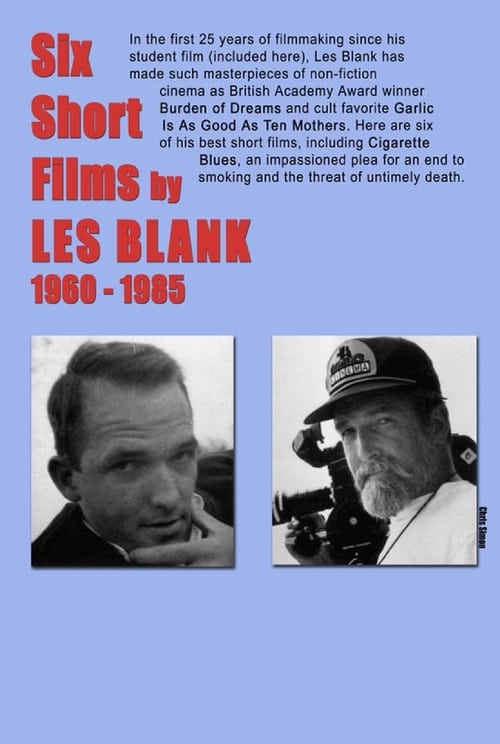 Six
Short
Films by
LES BLANK
1960 - 1985
In the first 25 years of filmmaking since his
student film (included here), Les Blank has
made such masterpieces of non-fiction
cinema as British Academy Award winner
Burden of Dreams and cult favorite Garlic
Is As Good As Ten Mothers. Here are six
of his best short films, including Cigarette
Blues, an impassioned plea for an end to
smoking and the threat of untimely death.
CINEMA
Chris Simon